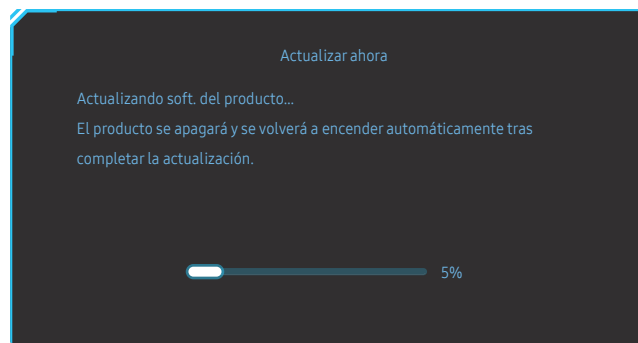 Actualizar ahora
Actualizando soft. del producto...
El producto se apagará y se volverá a encender automáticamente tras
completar la actualización.
5%